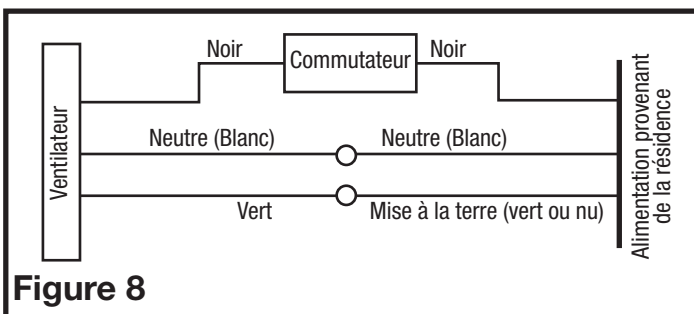 Noir
Commutateur
Noir
Ventilateur
Neutre (Blanc)
Neutre (Blanc)
Vert
Mise à la terre (vert ou nu)
Alimentation provenant
de la résidence
Figure 8